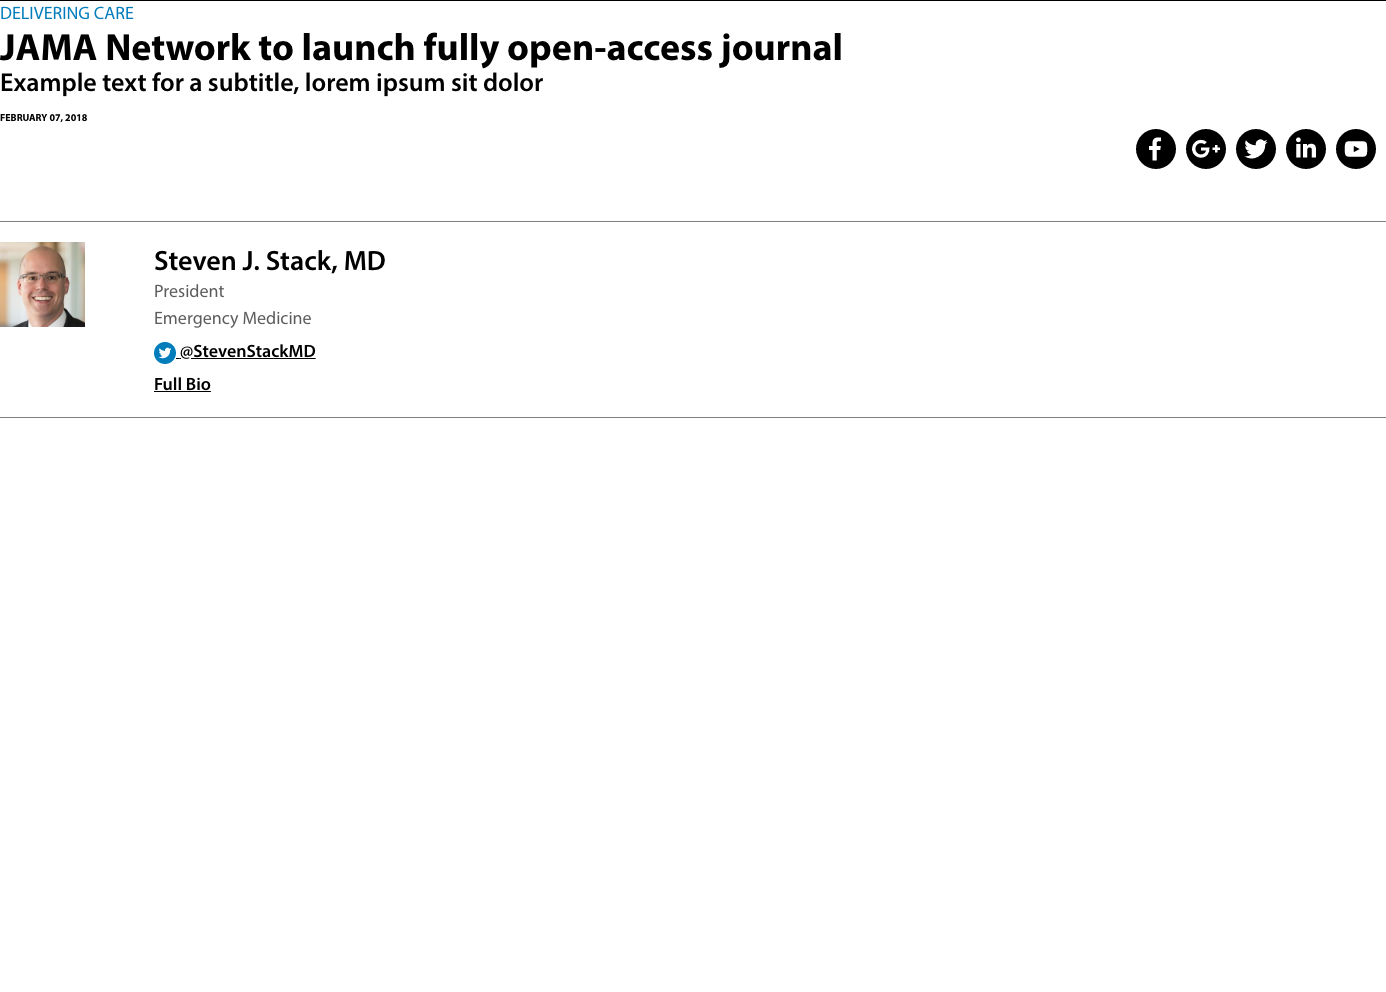 DELIVERING CARE
JAMA Network to launch fully open-access journal
Example text for a subtitle, lorem ipsum sit dolor
FEBRUARY 07, 2018
Steven J. Stack, MD
President
Emergency Medicine
@StevenStackMD
Full Bio